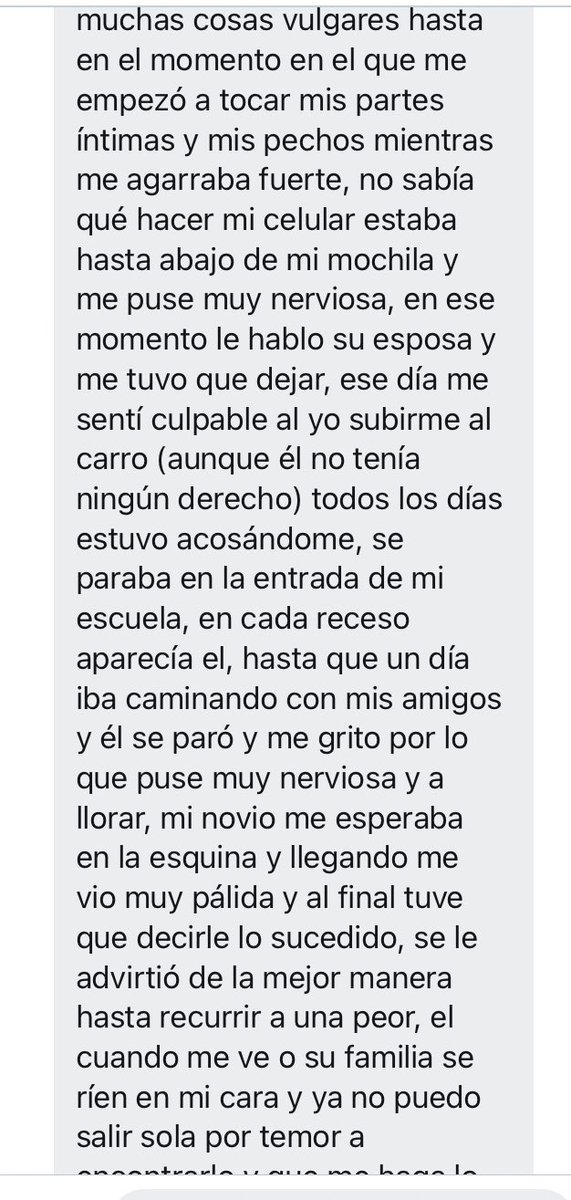 muchas cosas vulgares hasta
en el momento en el que me
empezó a tocar mis partes
íntimas y mis pechos mientras
me agarraba fuerte, no sabía
qué hacer mi celular estaba
hasta abajo de mi mochila y
me puse muy nerviosa, en ese
momento le hablo su esposa y
me tuvo que dejar, ese día me
sentí culpable al yo subirme al
carro (aunque él no tenía
ningún derecho) todos los días
estuvo acosándome, se
paraba en la entrada de mi
escuela, en cada receso
aparecía el, hasta que un día
iba caminando con mis amigos
y él se paró y me grito por lo
que puse muy nerviosa y a
llorar, mi novio me esperaba
en la esquina y llegando me
vio muy pálida y al final tuve
que decirle lo sucedido, se le
advirtió de la mejor manera
hasta recurrir a una peor, el
cuando me ve o su familia se
ríen en mi cara y ya no puedo
salir sola por temor a
encontrarlo y que me haga lo